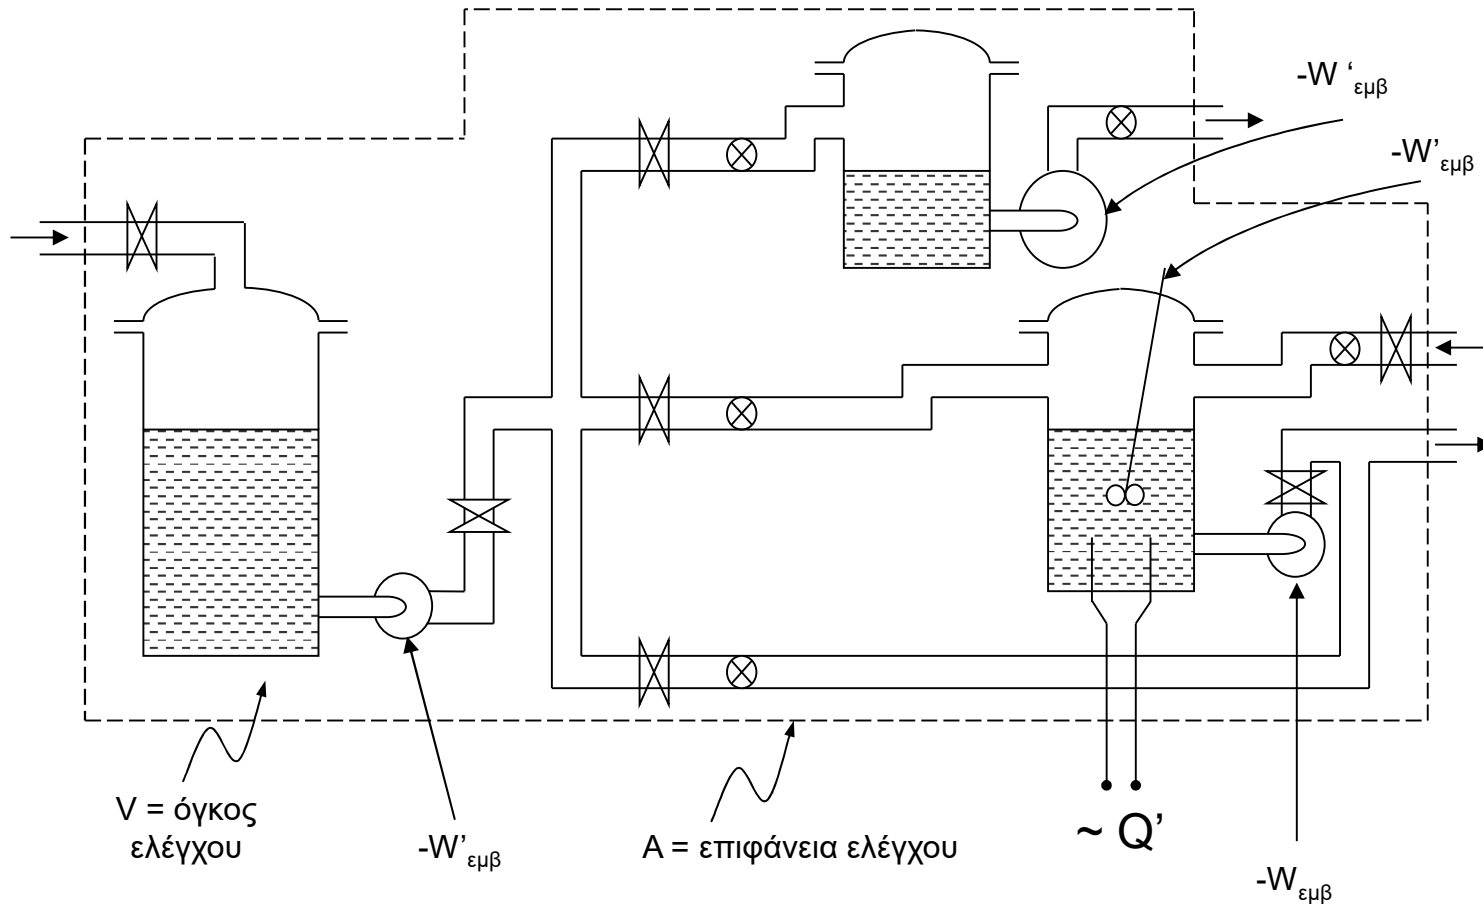 -W ‘εμβ
-W’εμβ
V = όγκος
ελέγχου
-W’εμβ
A = επιφάνεια ελέγχου
~ Q’
-Wεμβ